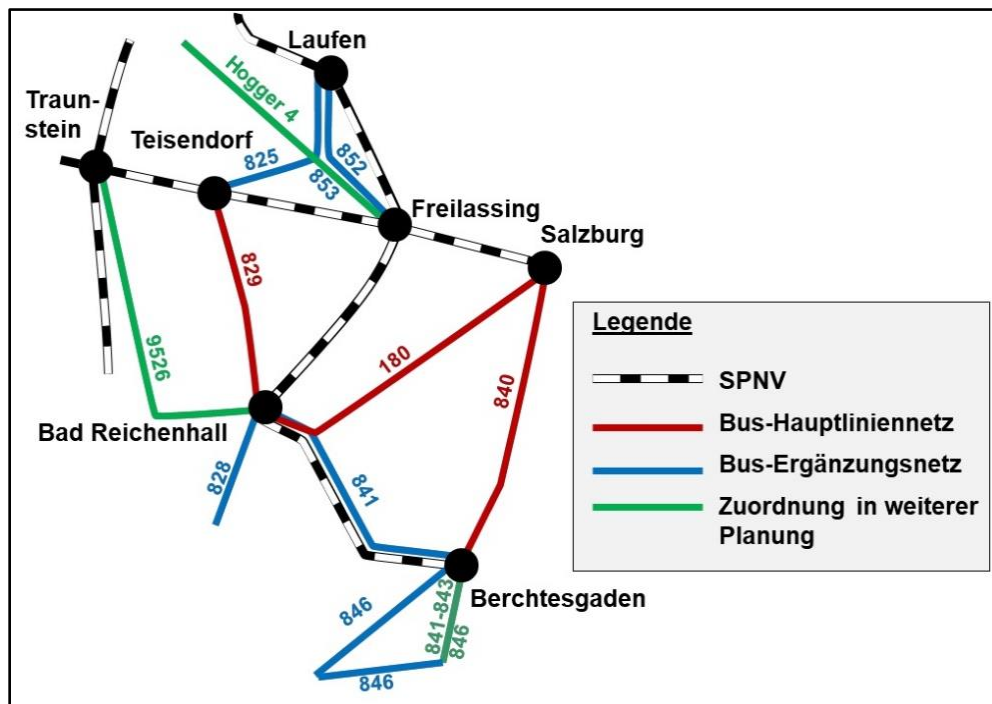 Laufen
Hogger 4
Traun-
stein
Teisendorf
825
852
853
Freilassing
Salzburg
829
9526
180
840
Bad Reichenhall
828
841
846
841-843
846
846
Berchtesgaden
Legende
SPNV
Bus-Hauptliniennetz
Bus-Ergänzungsnetz
Zuordnung in weiterer
Planung